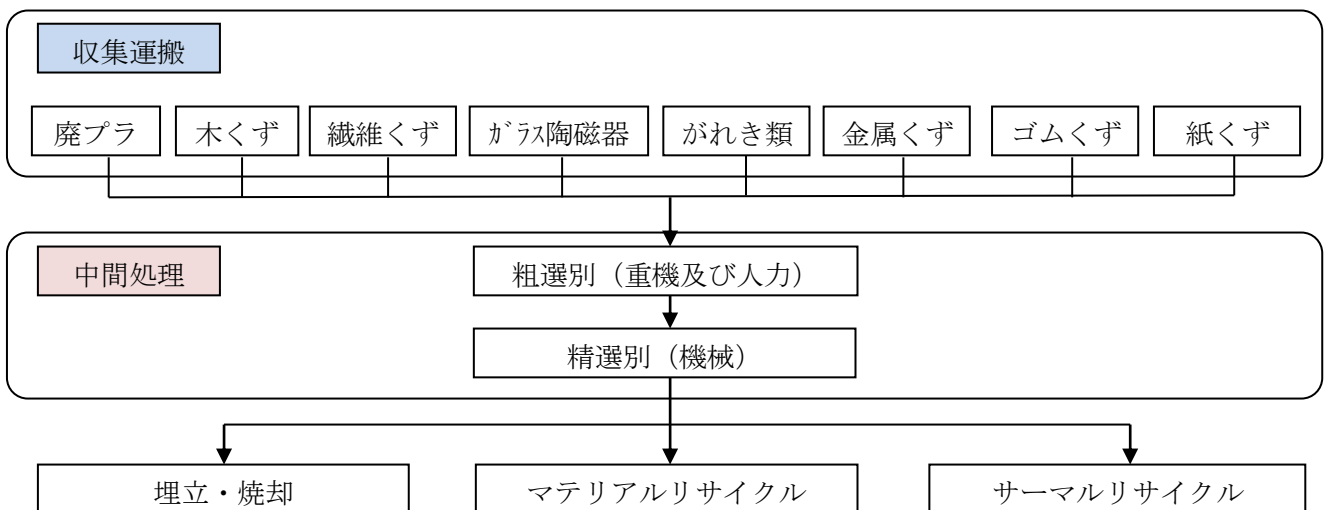 収集運搬
廃プラ 木くず 繊維くず ｶﾞﾗｽ陶磁器 がれき類 金属くず ゴムくず 紙くず
中間処理
粗選別（重機及び人力）
精選別（機械）
埋立・焼却 マテリアルリサイクル サーマルリサイクル